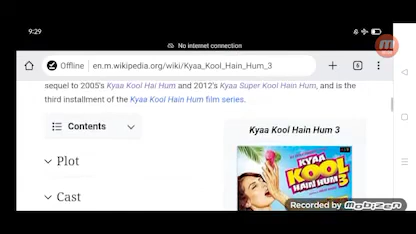 9:29
No internet connection
Offline en.m.wikipedia.org/wiki/Kyaa_Kool_Hain_Hum_3 6
sequel to 2005's Kyaa Kool Hai Hum and 2012's Kyaa Super Kool Hain Hum, and is the
third installment of the Kyaa Kool Hain Hum film series.
Contents
Kyaa Kool Hain Hum 3
Plot
Cast
KYAA
KOOL
HAIN HUM 3
Recorded by
MOBIZEN